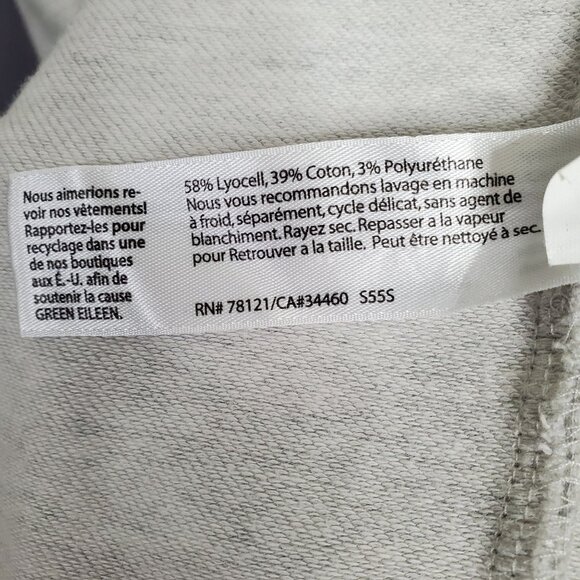 Nous aimerions re-
voir nos vêtements!
Rapportez-les pour
recyclage dans une
de nos boutiques
aux É.-U. afin de
soutenir la cause
GREEN EILEEN.
58% Lyocell, 39% Coton, 3% Polyuréthane
Nous vous recommandons lavage en machine
à froid, séparément, cycle délicat, sans agent de
blanchiment. Rayez sec. Repasser a la vapeur
pour Retrouver a la taille. Peut être nettoyé à sec.
RN# 78121/CA#34460 S55S